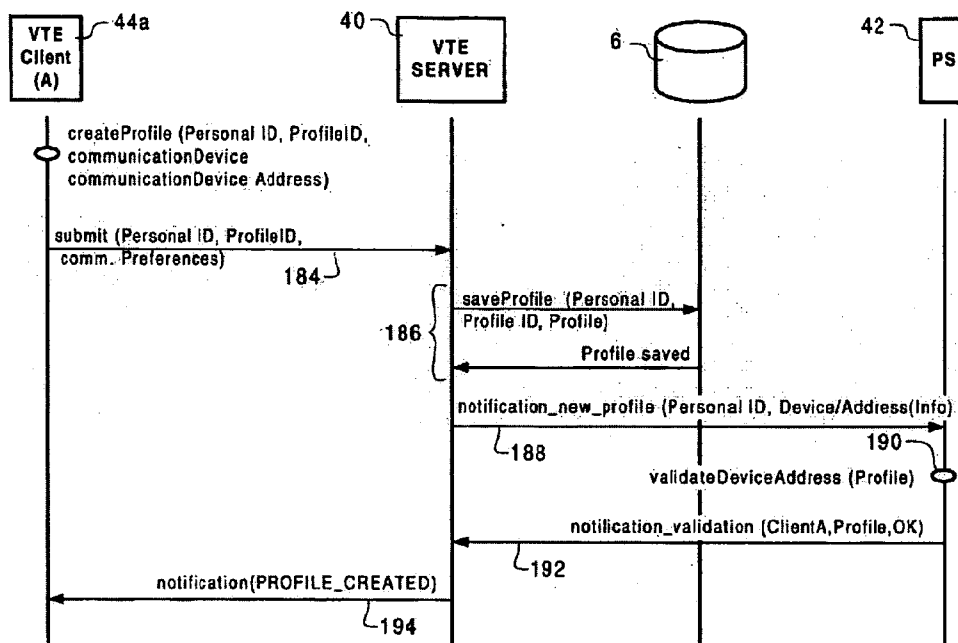 44a
40
6
42
VTE
Client
(A)
VTE
SERVER
PS
createProfile (Personal ID, ProfileID,
communicationDevice
communicationDevice Address)
submit (Personal ID, ProfileID,
comm. Preferences)
184
186
saveProfile (Personal ID,
Profile ID, Profile)
Profile saved
notification_new_profile (Personal ID, Device/Address(Info)
188
190
validateDeviceAddress (Profile)
notilication_validation (ClientA,Profile,OK)
192
notification(PROFILE_CREATED)
194